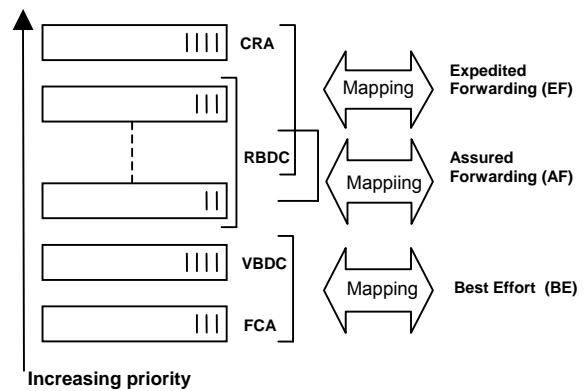 CRA
Mapping
Expedited
Forwarding (EF)
RBDC
Mappiing
Assured
Forwarding (AF)
VBDC
Mapping
Best Effort (BE)
FCA
Increasing priority